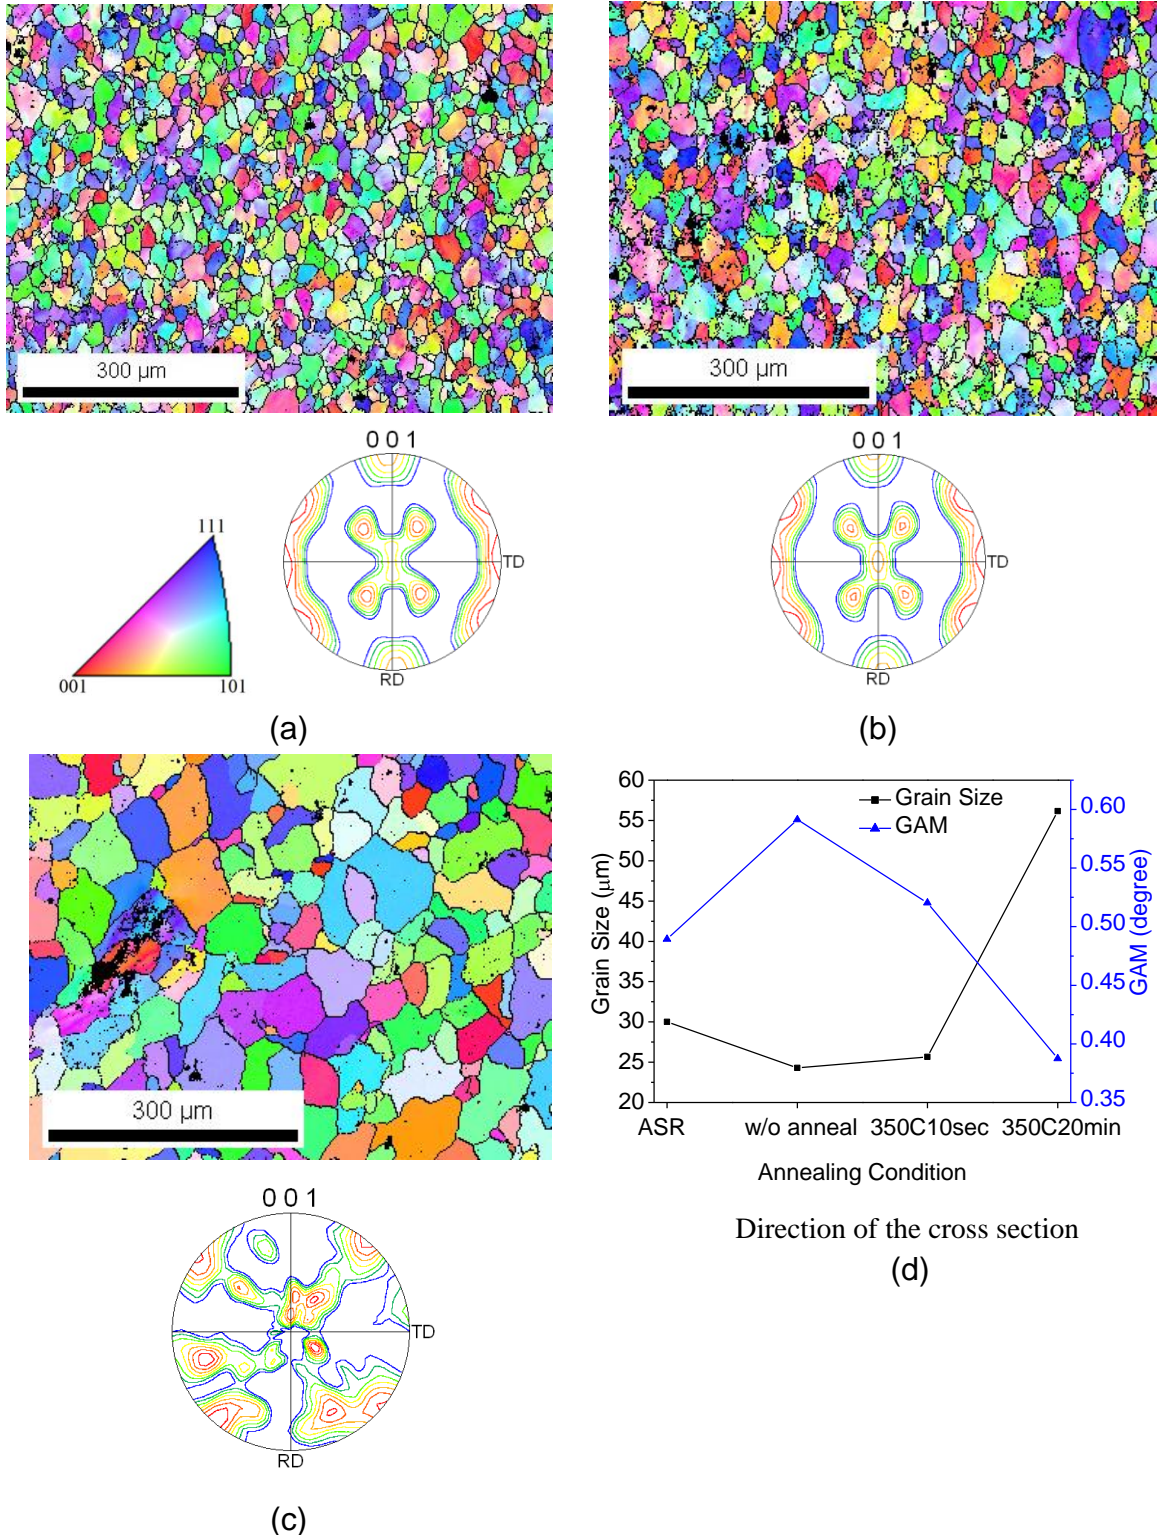 300 µm
300 µm
0 0 1
111
001
101
TD
RD
(a)
0 0 1
TD
RD
(b)
300 µm
0 0 1
TD
RD
(c)
Grain Size
GAM
60
55
50
45
40
35
30
25
20
Grain Size (µm)
0.60
0.55
0.50
0.45
0.40
0.35
GAM (degree)
ASR w/o anneal 350C10sec 350C20min
Annealing Condition
Direction of the cross section
(d)